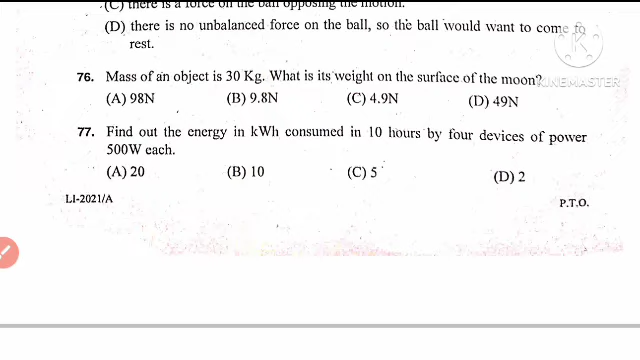 (C) there is a force on the ball opposing the motion.
(D) there is no unbalanced force on the ball, so the ball would want to come to
rest.
76. Mass of an object is 30 Kg. What is its weight on the surface of the moon?
KINEMASTER
(A) 98N (B) 9.8N (C) 4.9N (D) 49N
77. Find out the energy in kWh consumed in 10 hours by four devices of power
500W each.
(A) 20 (B) 10 (C) 5 (D) 2
LI-2021/A P.T.O.